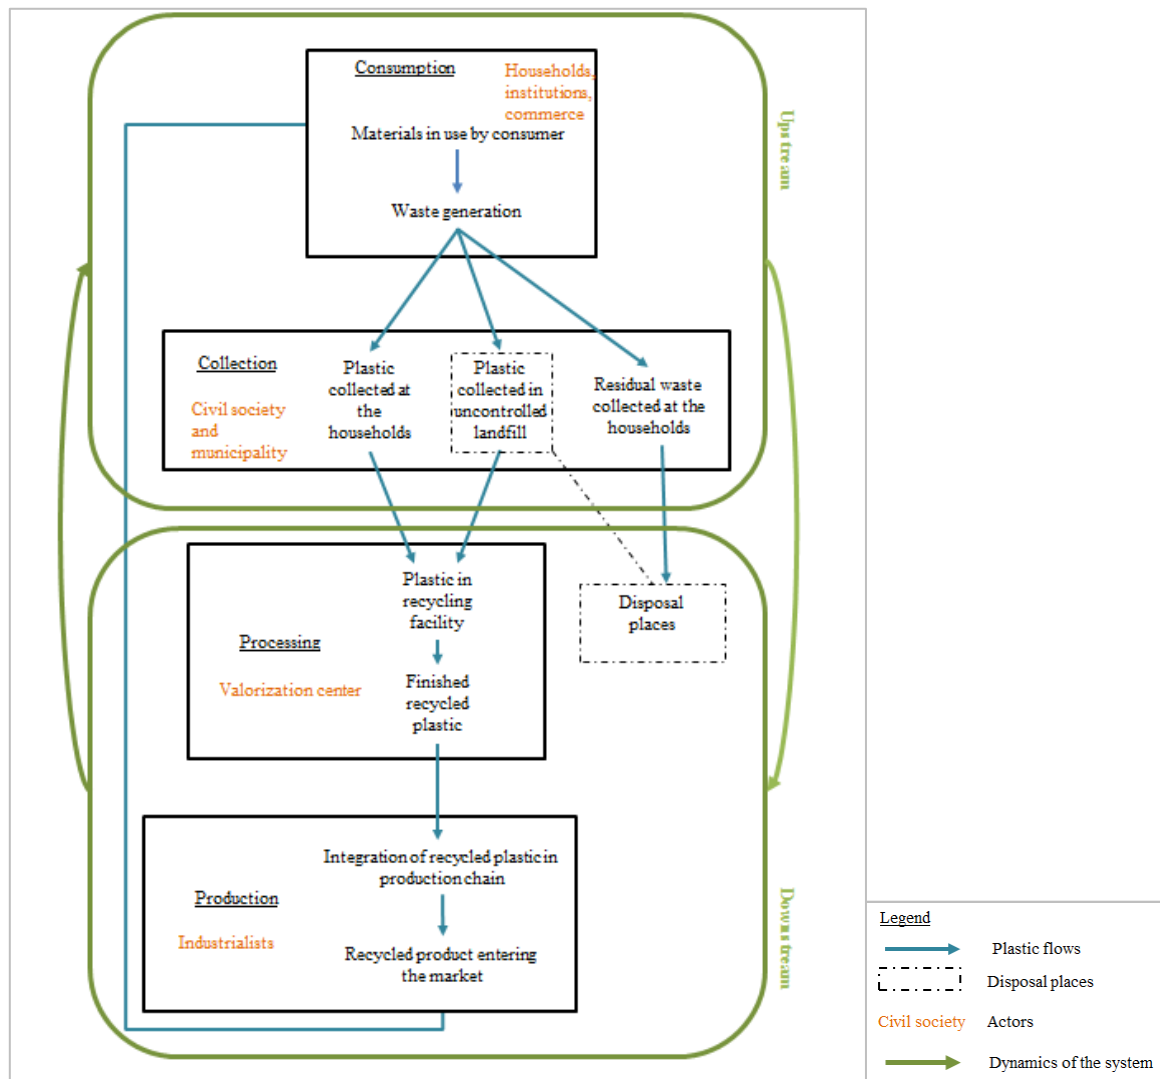 Consumption
Households,
institutions,
commerce
Materials in use by consumer
Waste generation
Upstream
Collection
Civil society
and
municipality
Plastic
collected at
the
households
Plastic
collected in
uncontrolled
landfill
Residual waste
collected at the
households
Plastic in
recycling
facility
Disposal
places
Processing
Valorization center
Finished
recycled
plastic
Integration of recycled plastic in
production chain
Production
Industrialists
Recycled product entering
the market
Downstream
Legend
Plastic flows
Disposal places
Civil society Actors
Dynamics of the system